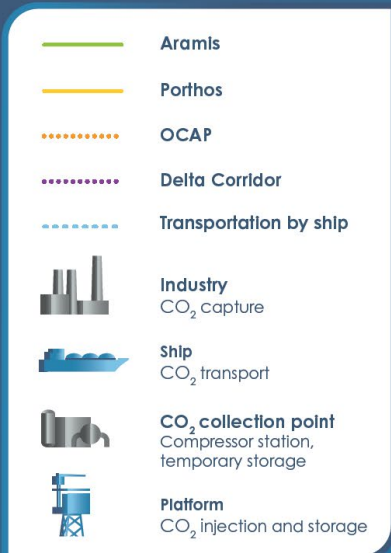 Aramis
Porthos
OCAP
Delta Corridor
Transportation by ship
Industry
CO₂ capture
Ship
CO₂ transport
CO₂ collection point
Compressor station,
temporary storage
Platform
CO₂ injection and storage